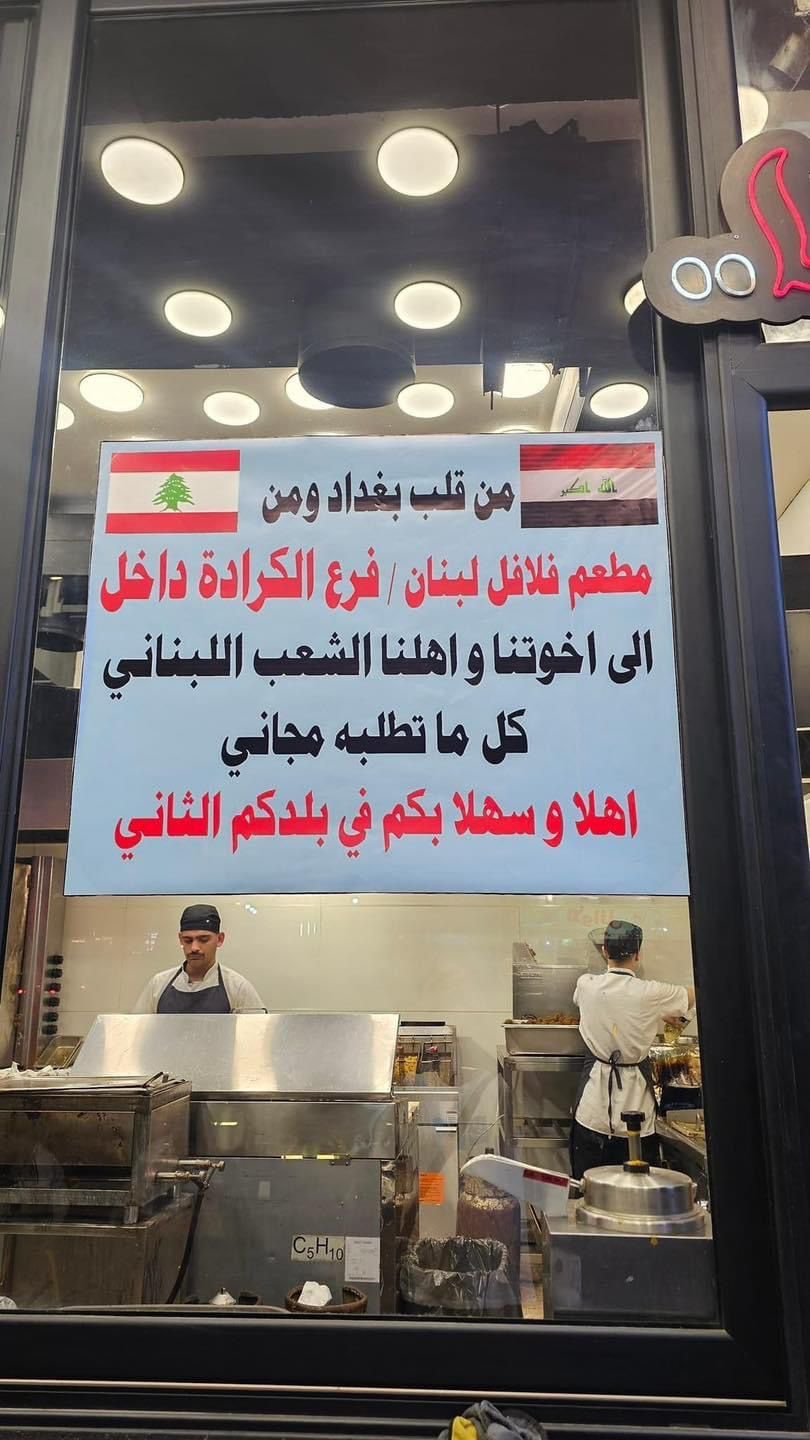 من قلب بغداد ومن
الله اكبر
مطعم فلافل لبنان / فرع الكرادة داخل
الى اخوتنا و اهلنا الشعب اللبناني
كل ما تطلبه مجاني
اهلا و سهلا بكم في بلدكم الثاني
C5H10